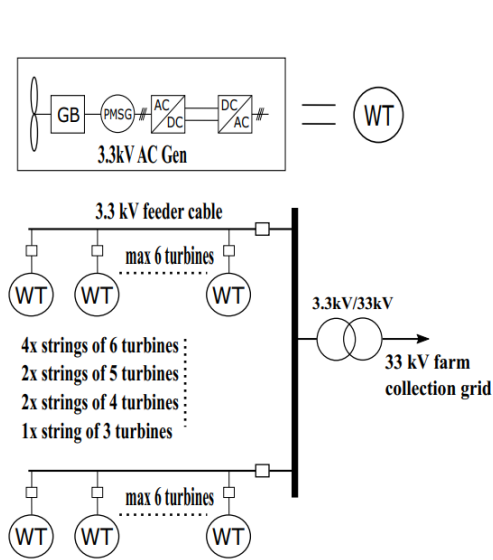 GB
PMSG
AC
DC
DC
AC
WT
3.3kV AC Gen
3.3 kV feeder cable
max 6 turbines
WT
WT
WT
3.3kV/33kV
4x strings of 6 turbines
2x strings of 5 turbines
2x strings of 4 turbines
1x string of 3 turbines
33 kV farm
collection grid
max 6 turbines
WT
WT
WT